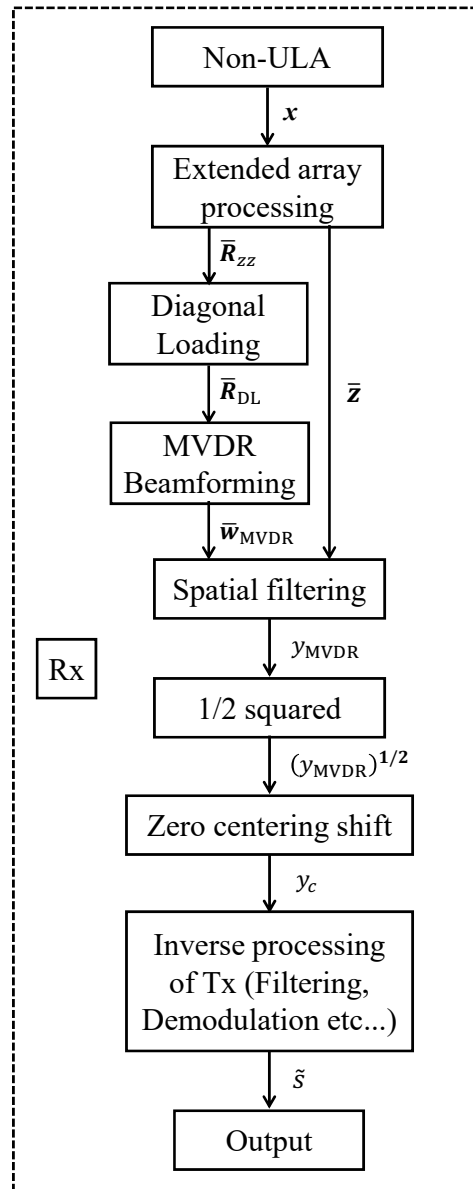 Non-ULA
x
Extended array
processing
R̅zz
Diagonal
Loading
R̅DL
z̅
MVDR
Beamforming
w̅MVDR
Spatial filtering
yMVDR
Rx
1/2 squared
(yMVDR)^1/2
Zero centering shift
yc
Inverse processing
of Tx (Filtering,
Demodulation etc...)
s̃
Output